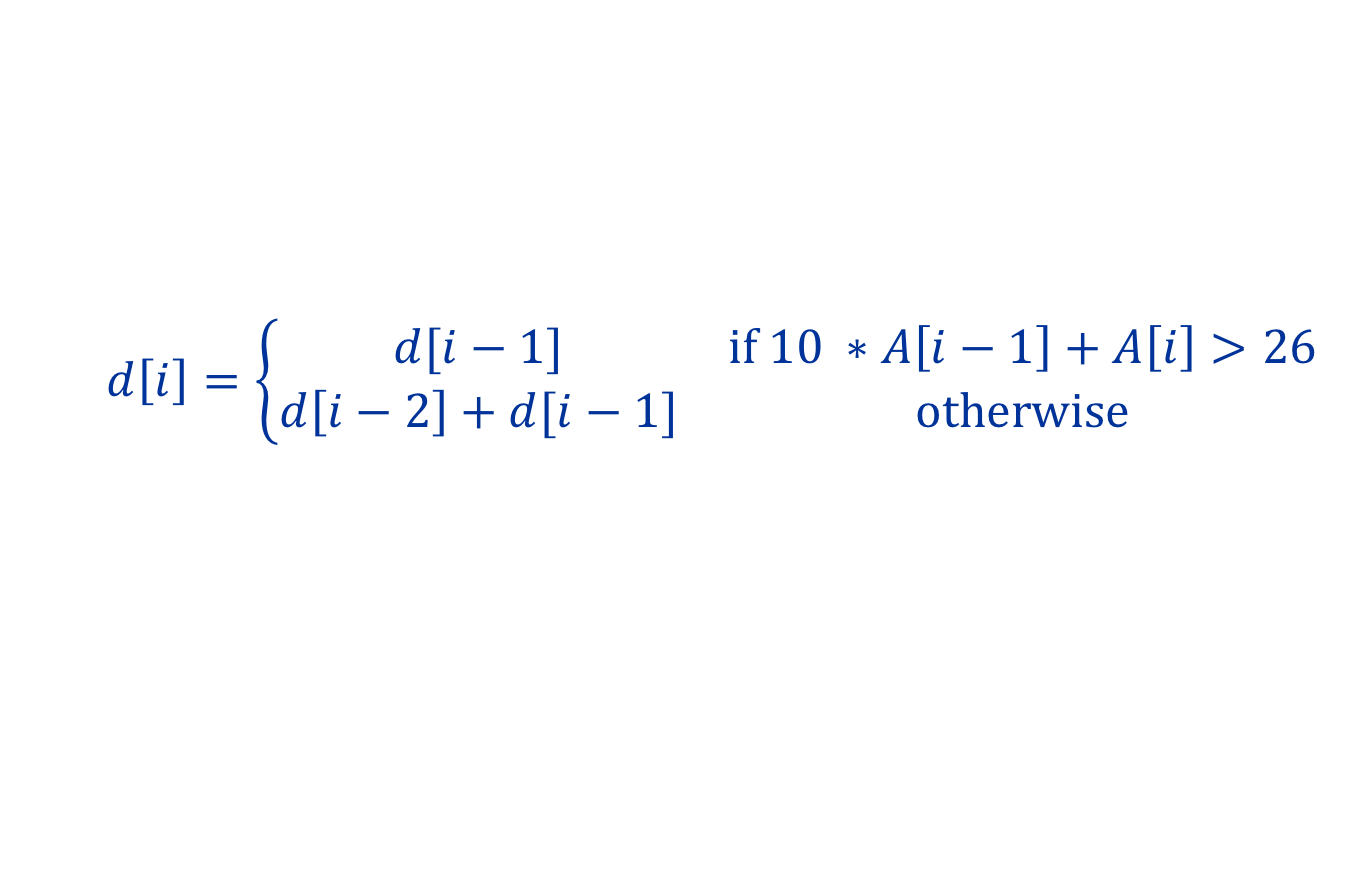 d[i] = { d[i − 1] if 10 ∗ A[i − 1] + A[i] > 26
d[i − 2] + d[i − 1] otherwise